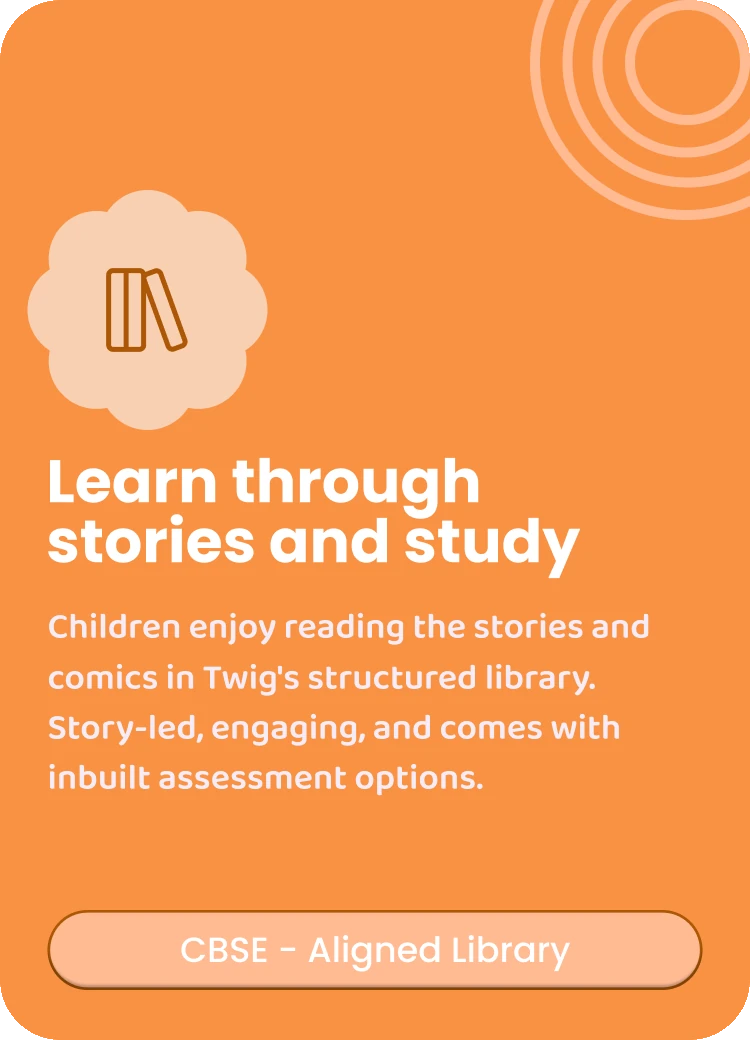 Learn through
stories and study
Children enjoy reading the stories and
comics in Twig's structured library.
Story-led, engaging, and comes with
inbuilt assessment options.
CBSE - Aligned Library